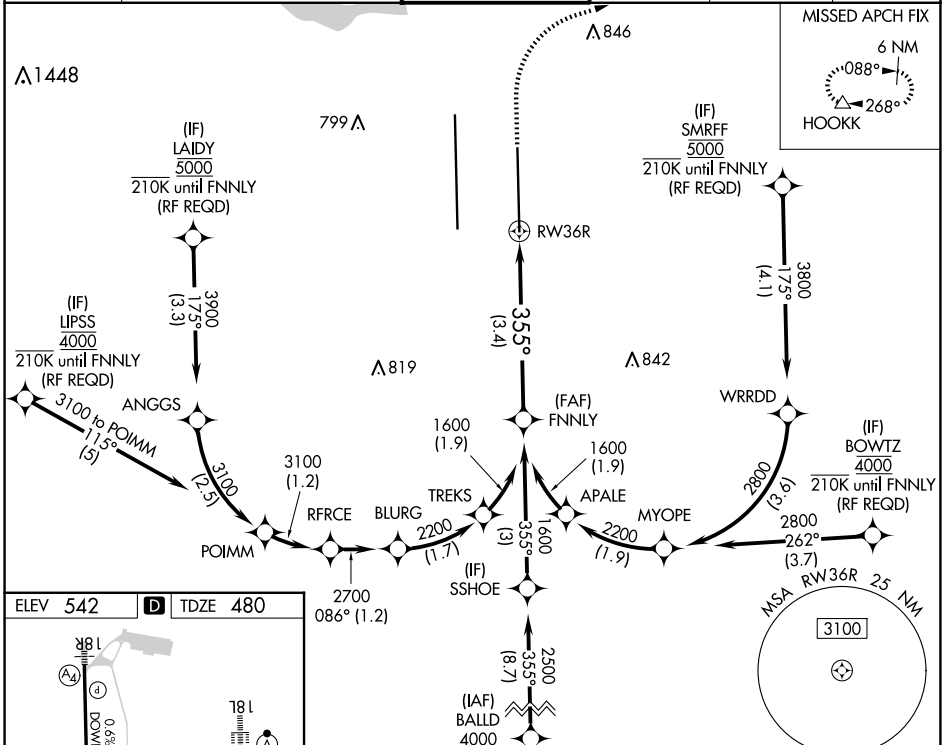 MISSED APCH FIX
6 NM
088°
268°
HOOKK
846
1448
799
(IF)
LAIDY
5000
210K until FNNLY
(RF REQD)
(IF)
SMRFF
5000
210K until FNNLY
(RF REQD)
RW36R
3900
175°
(3.3)
355°
(3.4)
3800
175°
(4.1)
(IF)
LIPSS
4000
210K until FNNLY
(RF REQD)
819
842
ANGGS
(FAF)
FNNLY
WRRDD
3100 to POIMM
115°
(5)
1600
(1.9)
1600
(1.9)
(IF)
BOWTZ
4000
210K until FNNLY
(RF REQD)
3100
(2.5)
3100
(1.2)
2800
(3.6)
RFRCE
BLURG
TREKS
APALE
MYOPE
POIMM
2200
(1.7)
1600
355°
(3)
2200
(1.9)
2800
262°
(3.7)
2700
086° (1.2)
(IF)
SSHOE
MSA RW36R 25 NM
3100
ELEV 542
D
TDZE 480
2500
355°
(8.7)
(IAF)
BALLD
4000
18R
A4
P
0.6%
18L